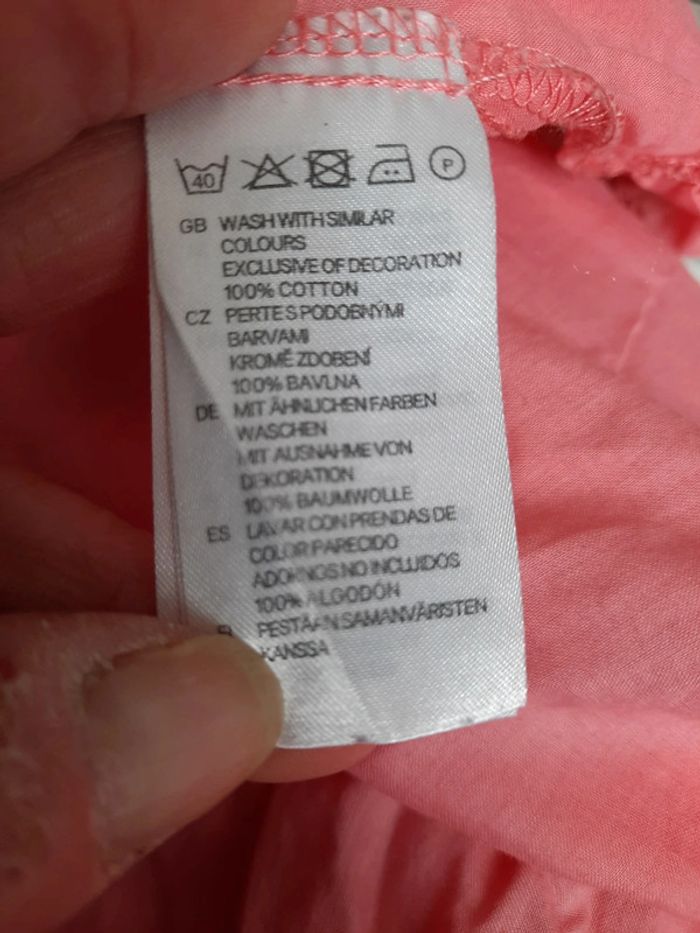 40 P
GB WASH WITH SIMILAR
COLOURS
EXCLUSIVE OF DECORATION
100% COTTON
CZ PERTE S PODOBNÝMI
BARVAMI
KROMĚ ZDOBENÍ
100% BAVLNA
DE MIT ÄHNLICHEN FARBEN
WASCHEN
MIT AUSNAHME VON
DEKORATION
100% BAUMWOLLE
ES LAVAR CON PRENDAS DE
COLOR PARECIDO
ADORNOS NO INCLUIDOS
100% ALGODÓN
PESTÄÄN SAMANVÄRISTEN
KANSSA